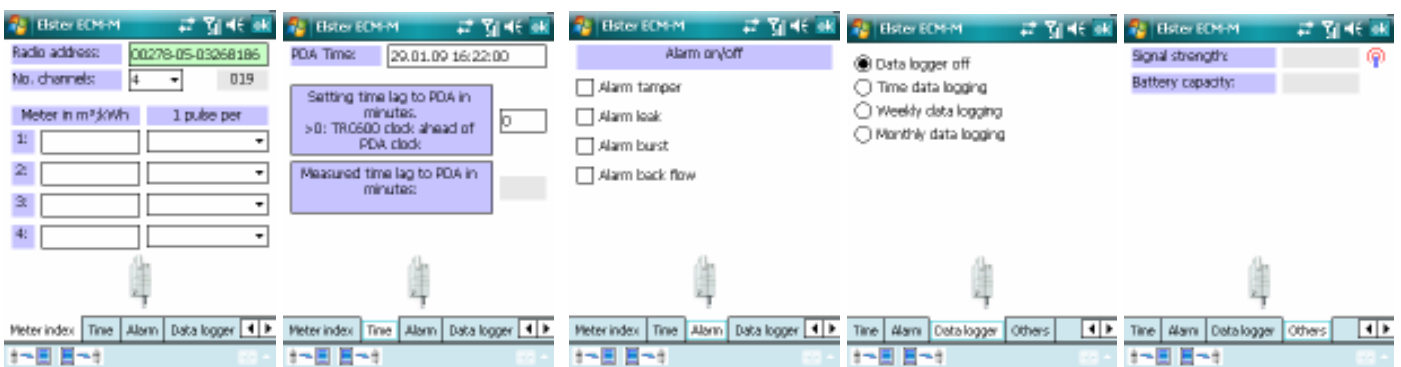 Elster ECM-M
ok
Radio address:
00278-05-03268186
No. channels:
4
019
Meter in m³;kWh
1 pulse per
1:
2:
3:
4:
Meter index
Time
Alarm
Data logger
Elster ECM-M
ok
PDA Time:
29.01.09 16:22:00
Setting time lag to PDA in
minutes.
>0: TRC600 clock ahead of
PDA clock
0
Measured time lag to PDA in
minutes:
Meter index
Time
Alarm
Data logger
Elster ECM-M
ok
Alarm on/off
Alarm tamper
Alarm leak
Alarm burst
Alarm back flow
Meter index
Time
Alarm
Data logger
Elster ECM-M
ok
Data logger off
Time data logging
Weekly data logging
Monthly data logging
Time
Alarm
Data logger
Others
Elster ECM-M
ok
Signal strength:
Battery capacity:
Time
Alarm
Data logger
Others